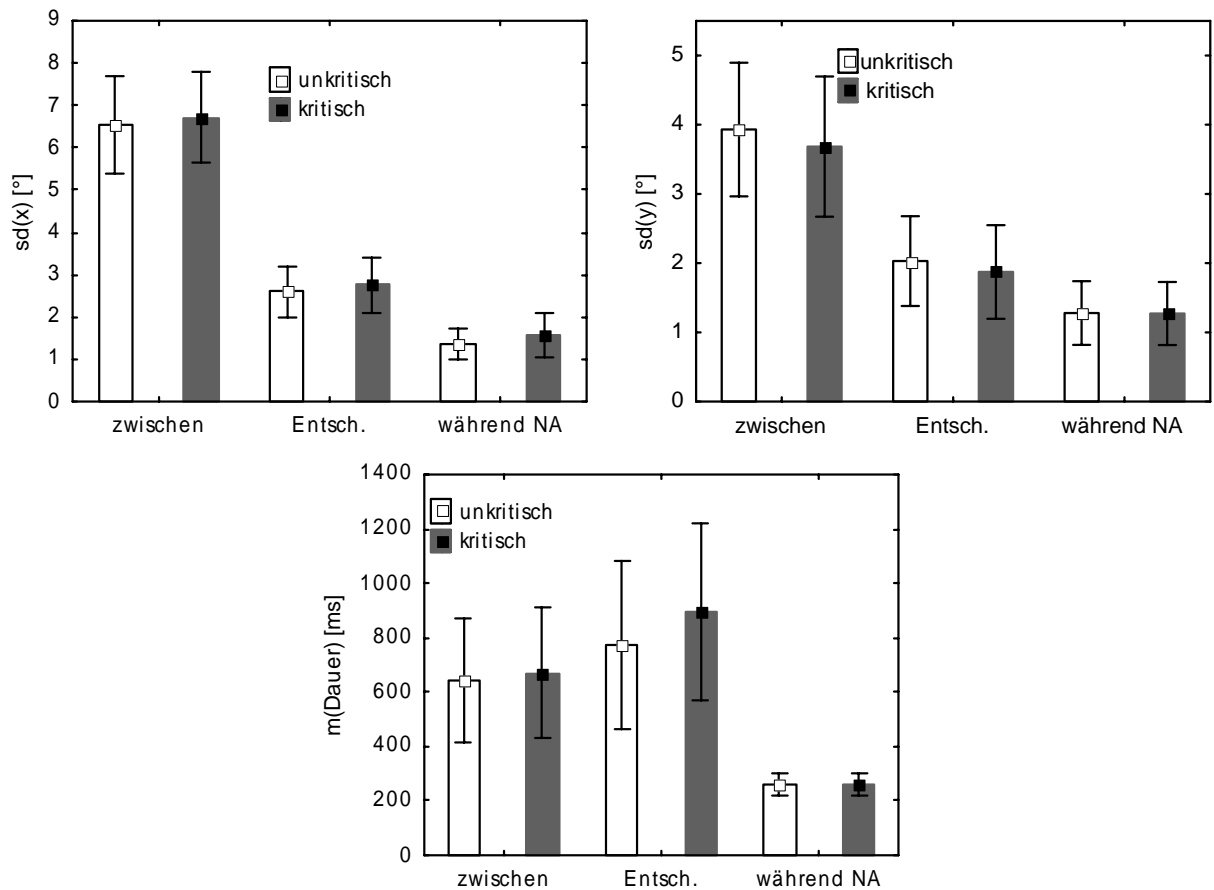 9
8
7
6
5
4
3
2
1
0
sd(x) [°]
unkritisch
kritisch
zwischen Entsch. während NA
5
4
3
2
1
0
sd(y) [°]
unkritisch
kritisch
zwischen Entsch. während NA
1400
1200
1000
800
600
400
200
0
m(Dauer) [ms]
unkritisch
kritisch
zwischen Entsch. während NA